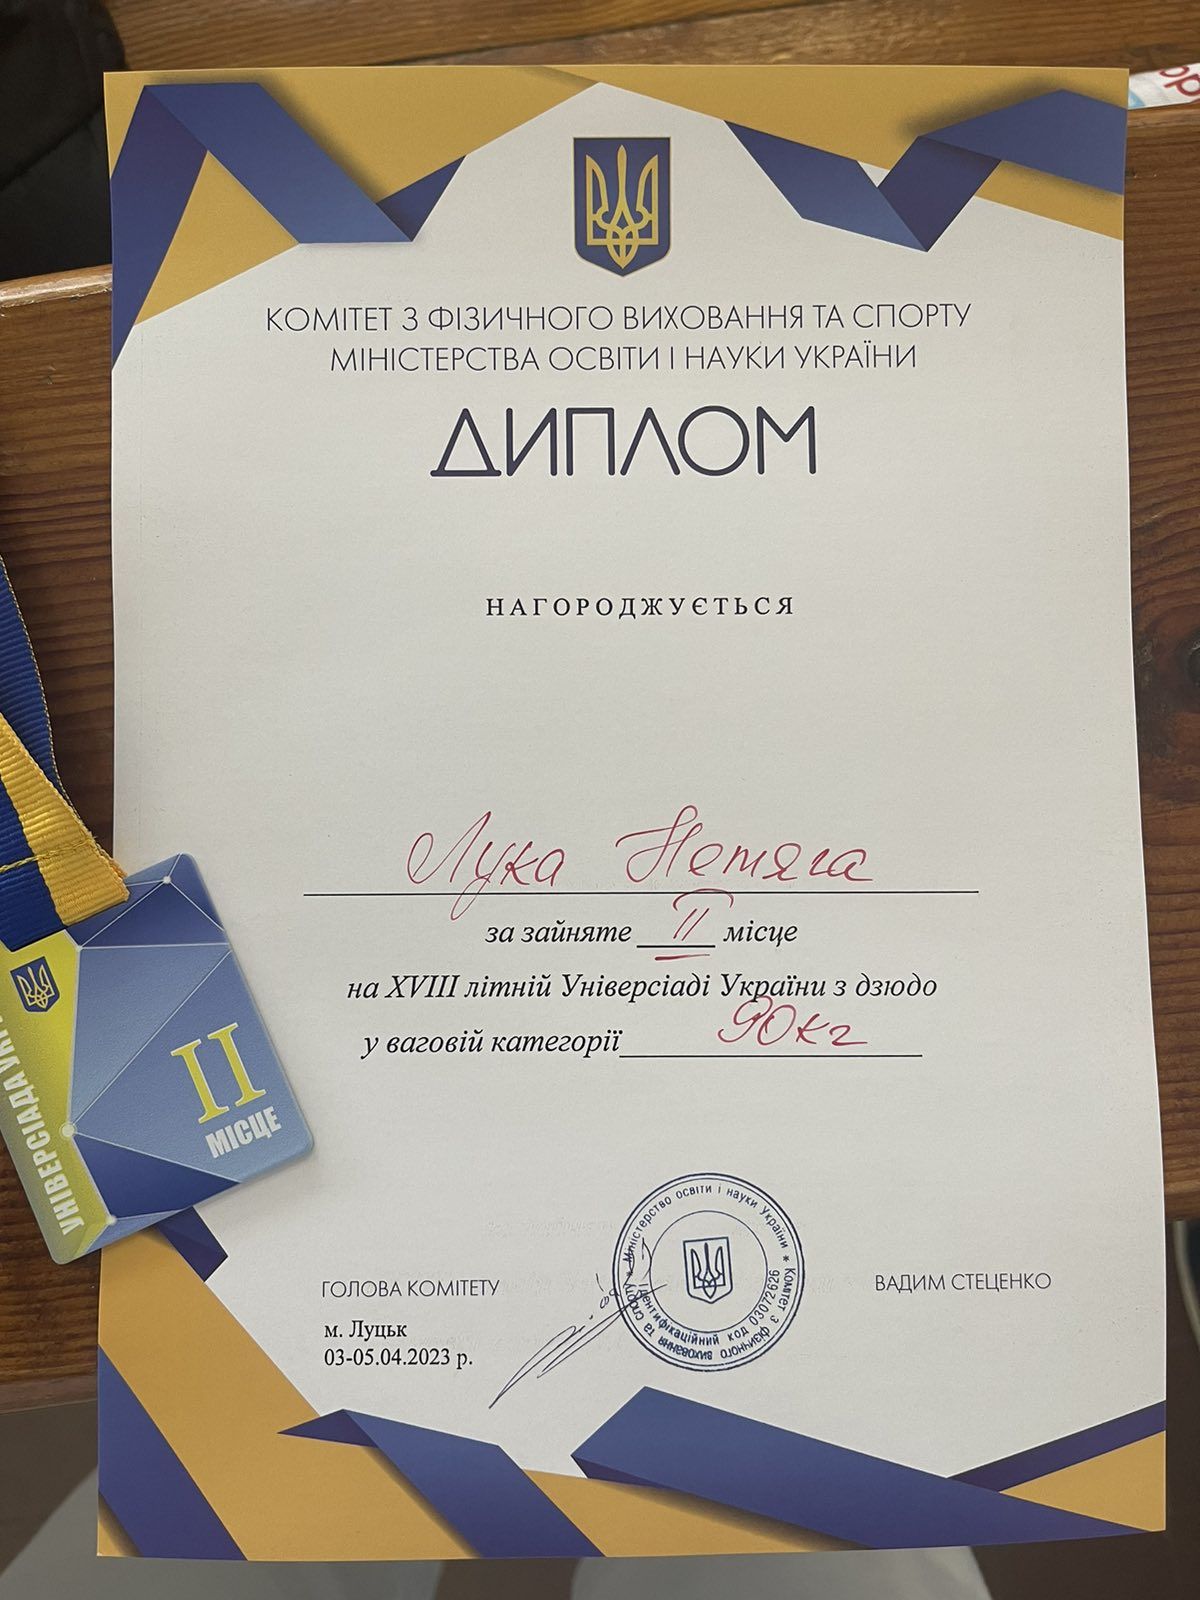 КОМІТЕТ З ФІЗИЧНОГО ВИХОВАННЯ ТА СПОРТУ
МІНІСТЕРСТВА ОСВІТИ І НАУКИ УКРАЇНИ
ДИПЛОМ
НАГОРОДЖУЄТЬСЯ
Лука Нетяга
за зайняте II місце
на XVIII літній Універсіаді України з дзюдо
у ваговій категорії 90кг
УНІВЕРСІАДА
II
МІСЦЕ
Міністерство освіти і науки України * Комітет з фізичного виховання та спорту *
Ідентифікаційний код 03072626
ГОЛОВА КОМІТЕТУ
ВАДИМ СТЕЦЕНКО
м. Луцьк
03-05.04.2023 р.